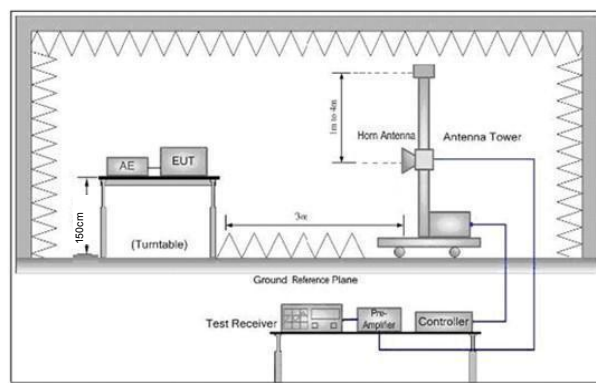 1m to 4m
Horn Antenna
Antenna Tower
AE
EUT
150cm
(Turntable)
3m
Ground Reference Plane
Test Receiver
Pre-
Amplifier
Controller